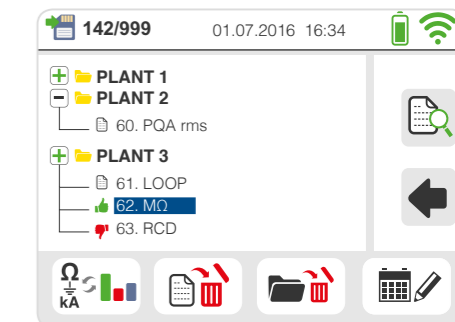 142/999 01.07.2016 16:34
PLANT 1
PLANT 2
60. PQA rms
PLANT 3
61. LOOP
62. MΩ
63. RCD
Ω
kA